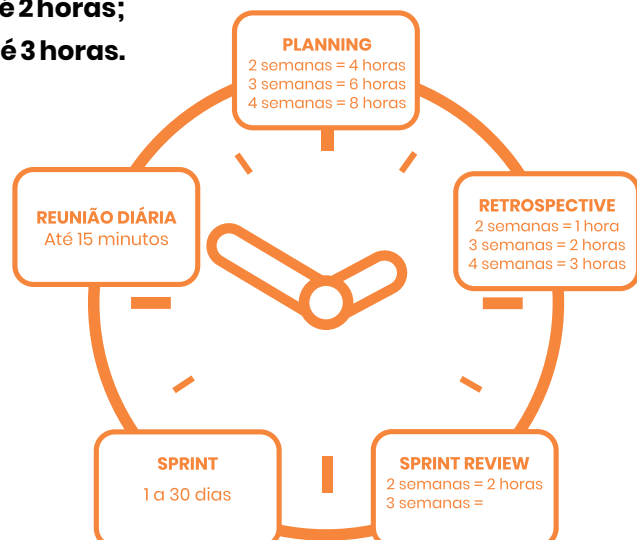 é 2 horas;
é 3 horas.
PLANNING
2 semanas = 4 horas
3 semanas = 6 horas
4 semanas = 8 horas
REUNIÃO DIÁRIA
Até 15 minutos
RETROSPECTIVE
2 semanas = 1 hora
3 semanas = 2 horas
4 semanas = 3 horas
SPRINT
1 a 30 dias
SPRINT REVIEW
2 semanas = 2 horas
3 semanas =